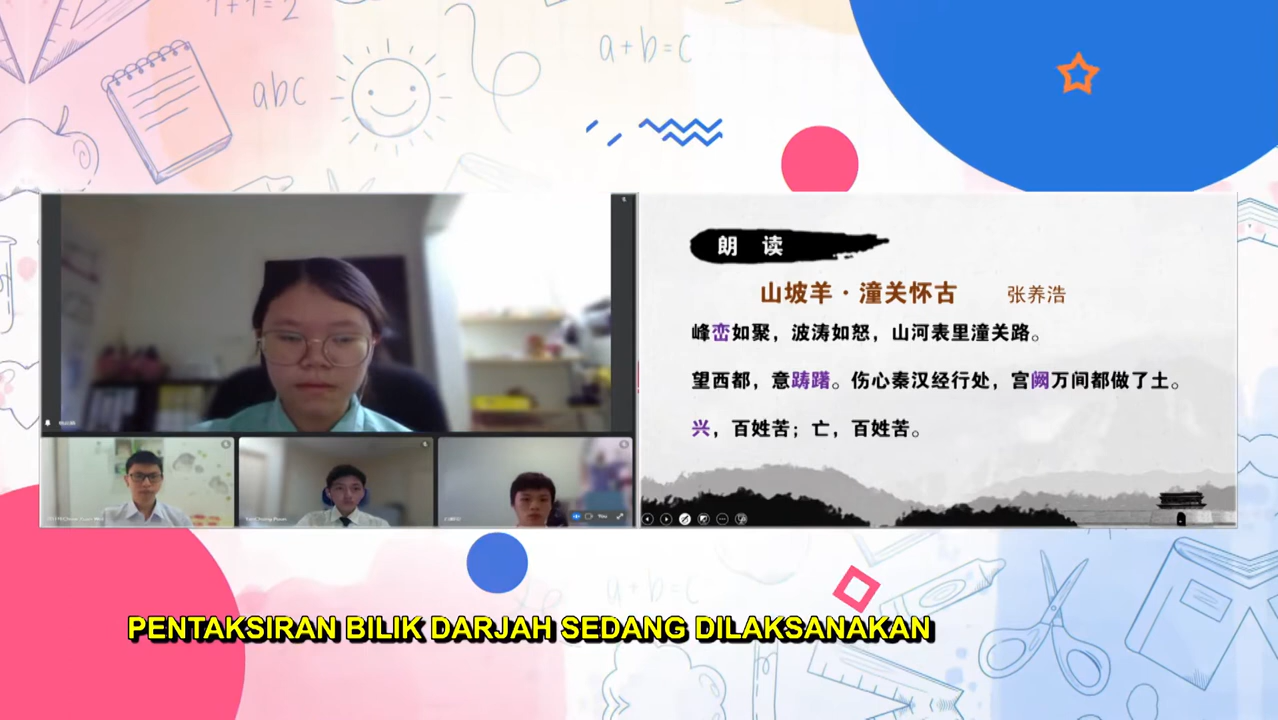 1+1=2
abc
a+b=c
朗 读
山坡羊·潼关怀古 张养浩
峰峦如聚，波涛如怒，山河表里潼关路。
望西都，意踌躇。伤心秦汉经行处，宫阙万间都做了土。
兴，百姓苦；亡，百姓苦。
a+b=c
PENTAKSIRAN BILIK DARJAH SEDANG DILAKSANAKAN